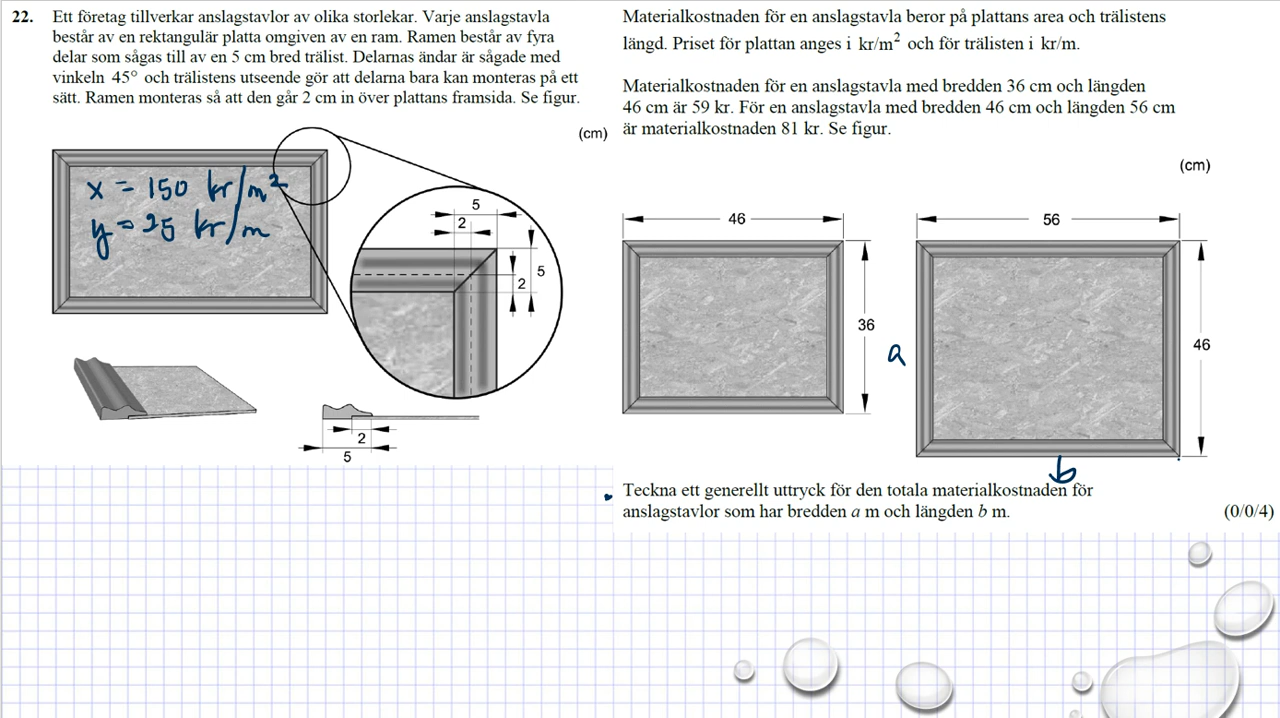 22. Ett företag tillverkar anslagstavlor av olika storlekar. Varje anslagstavla
består av en rektangulär platta omgiven av en ram. Ramen består av fyra
delar som sågas till av en 5 cm bred trälist. Delarnas ändar är sågade med
vinkeln 45° och trälistens utseende gör att delarna bara kan monteras på ett
sätt. Ramen monteras så att den går 2 cm in över plattans framsida. Se figur.
(cm)
x = 150 kr/m²
y = 25 kr/m
5
2
5
2
2
5
Materialkostnaden för en anslagstavla beror på plattans area och trälistens
längd. Priset för plattan anges i kr/m² och för trälisten i kr/m.
Materialkostnaden för en anslagstavla med bredden 36 cm och längden
46 cm är 59 kr. För en anslagstavla med bredden 46 cm och längden 56 cm
är materialkostnaden 81 kr. Se figur.
(cm)
46
56
36
a
46
b
Teckna ett generellt uttryck för den totala materialkostnaden för
anslagstavlor som har bredden a m och längden b m.
(0/0/4)